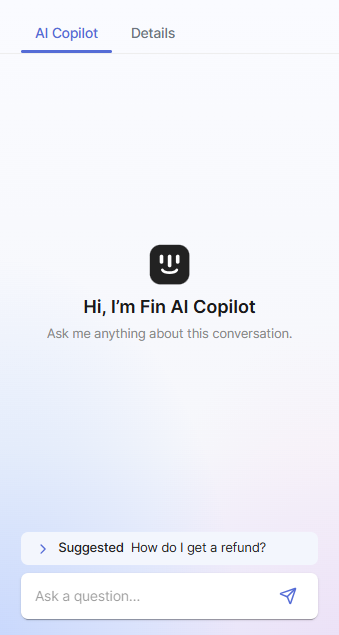 AI Copilot Details
Hi, I’m Fin AI Copilot
Ask me anything about this conversation.
Suggested How do I get a refund?
Ask a question...